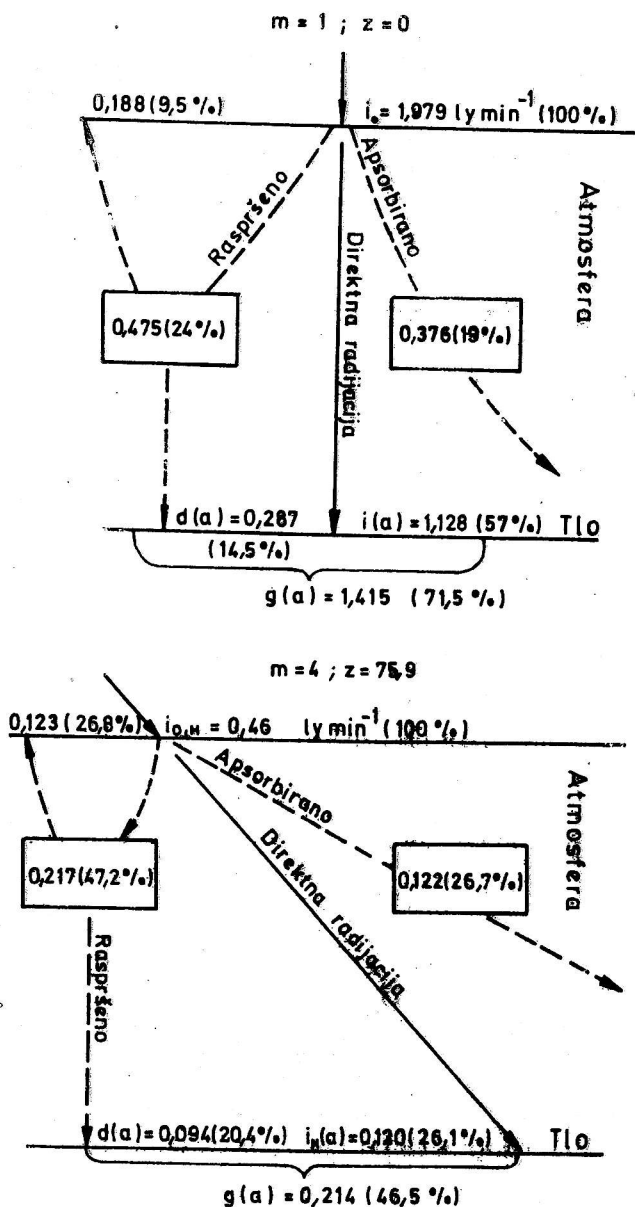 m = 1 ; z = 0
0,188 (9,5 %) i₀ = 1,979 ly min⁻¹ (100 %)
Raspršeno
Apsorbirano
Direktna radijacija
Atmosfera
0,475 (24 %)
0,376 (19 %)
d(a) = 0,287 i(a) = 1,128 (57 %) Tlo
(14,5 %)
g(a) = 1,415 (71,5 %)
m = 4 ; z = 75,9
0,123 (26,8 %) i₀,H = 0,46 ly min⁻¹ (100 %)
Apsorbirano
Direktna radijacija
Atmosfera
0,217 (47,2 %)
0,122 (26,7 %)
Raspršeno
d(a) = 0,094 (20,4 %) iH(a) = 0,120 (26,1 %) Tlo
g(a) = 0,214 (46,5 %)